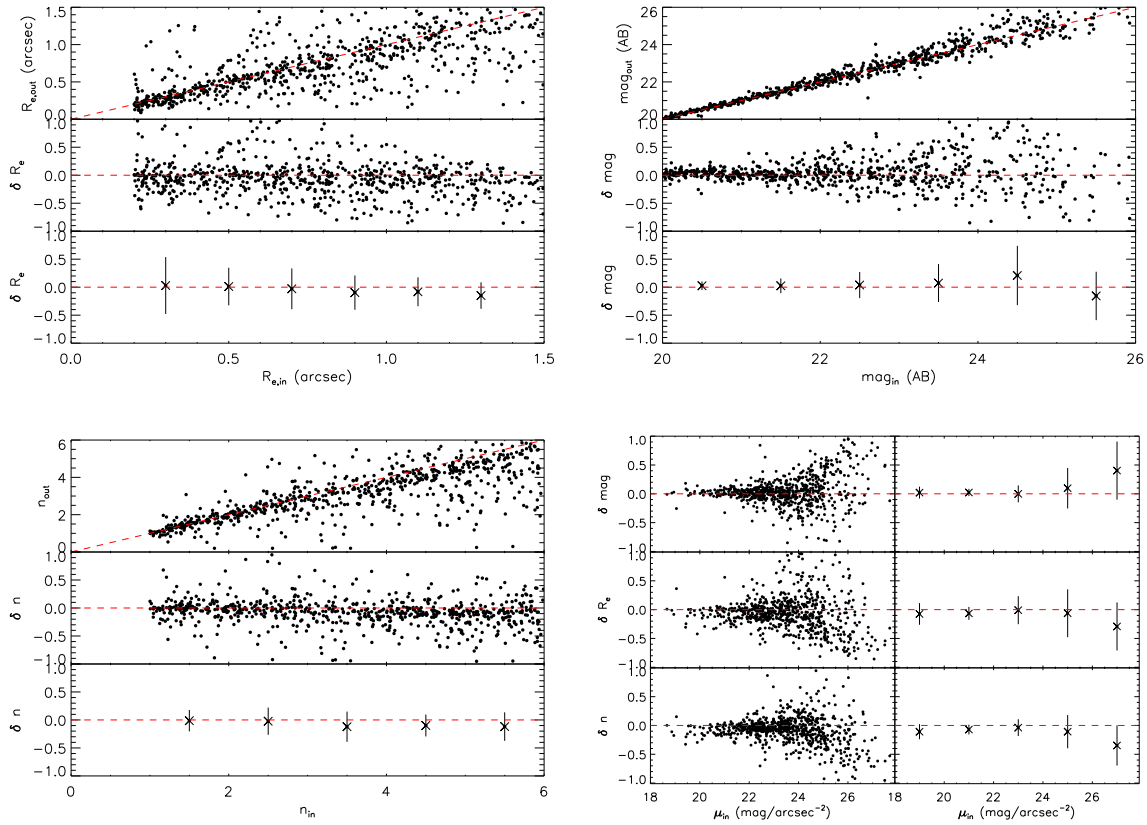 R_e,out (arcsec)
1.5
1.0
0.5
0.0
δ R_e
1.0
0.5
0.0
-0.5
-1.0
δ R_e
1.0
0.5
0.0
-0.5
-1.0
0.0 0.5 1.0 1.5
R_e,in (arcsec)
mag_out (AB)
26
24
22
20
δ mag
1.0
0.5
0.0
-0.5
-1.0
δ mag
1.0
0.5
0.0
-0.5
-1.0
20 22 24 26
mag_in (AB)
n_out
6
4
2
0
δ n
1.0
0.5
0.0
-0.5
-1.0
δ n
1.0
0.5
0.0
-0.5
-1.0
0 2 4 6
n_in
δ mag
1.0
0.5
0.0
-0.5
-1.0
δ R_e
1.0
0.5
0.0
-0.5
-1.0
δ n
1.0
0.5
0.0
-0.5
-1.0
18 20 22 24 26 18 20 22 24 26
μ_in (mag/arcsec⁻²) μ_in (mag/arcsec⁻²)